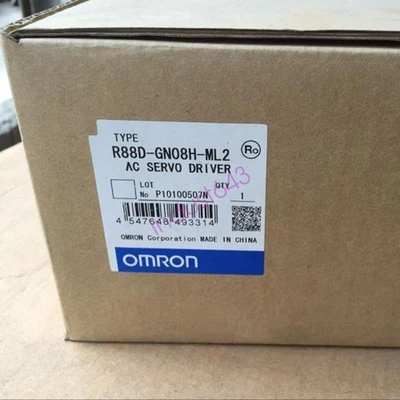 TYPE
R88D-GN08H-ML2
Ro
AC SERVO DRIVER
LOT QTY
No P10100507N 1
4 547648 493314
OMRON Corporation MADE IN CHINA
OMRON